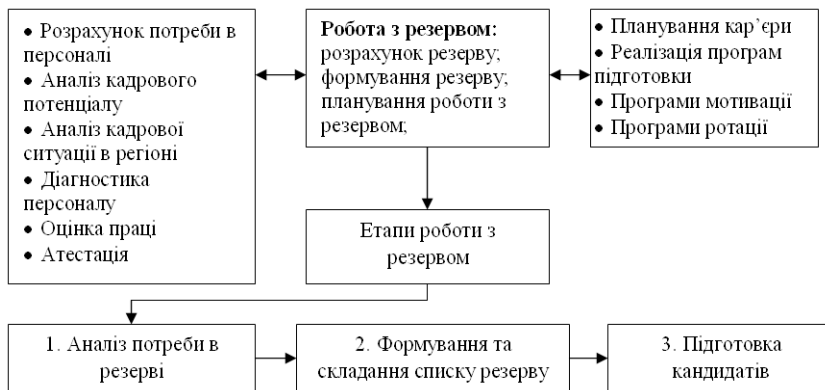 • Розрахунок потреби в
персоналі
• Аналіз кадрового
потенціалу
• Аналіз кадрової
ситуації в регіоні
• Діагностика
персоналу
• Оцінка праці
• Атестація
Робота з резервом:
розрахунок резерву;
формування резерву;
планування роботи з
резервом;
• Планування кар’єри
• Реалізація програм
підготовки
• Програми мотивації
• Програми ротації
Етапи роботи з
резервом
1. Аналіз потреби в
резерві
2. Формування та
складання списку резерву
3. Підготовка
кандидатів